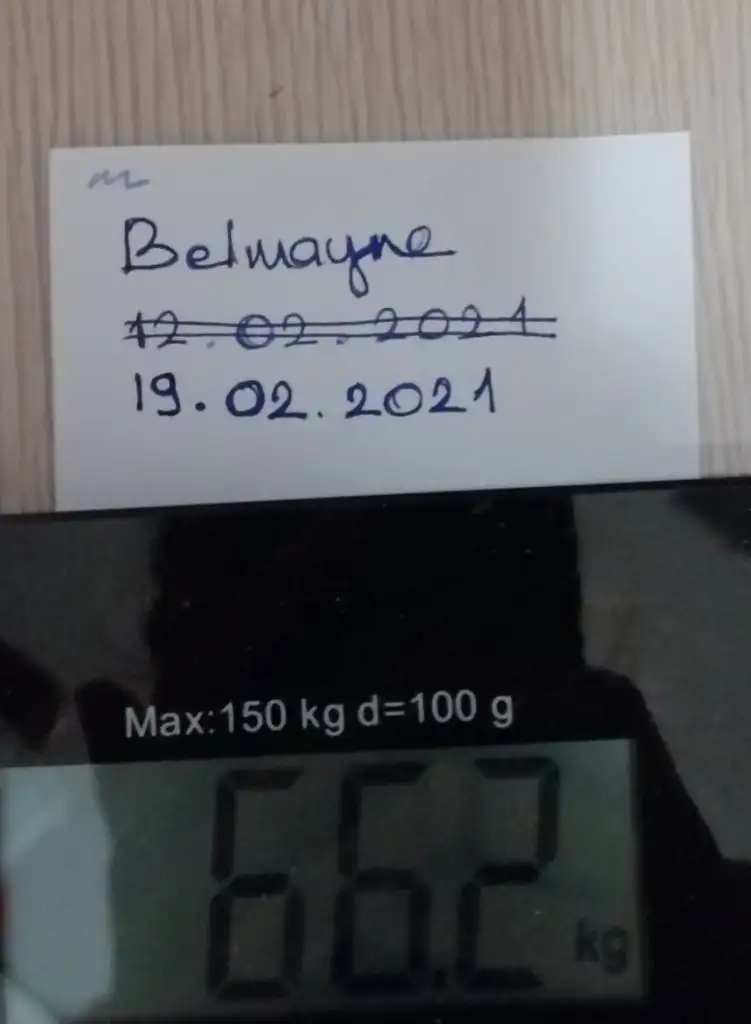 Belmayne
12.02.2021
19.02.2021
Max:150 kg d=100 g
66.2 kg